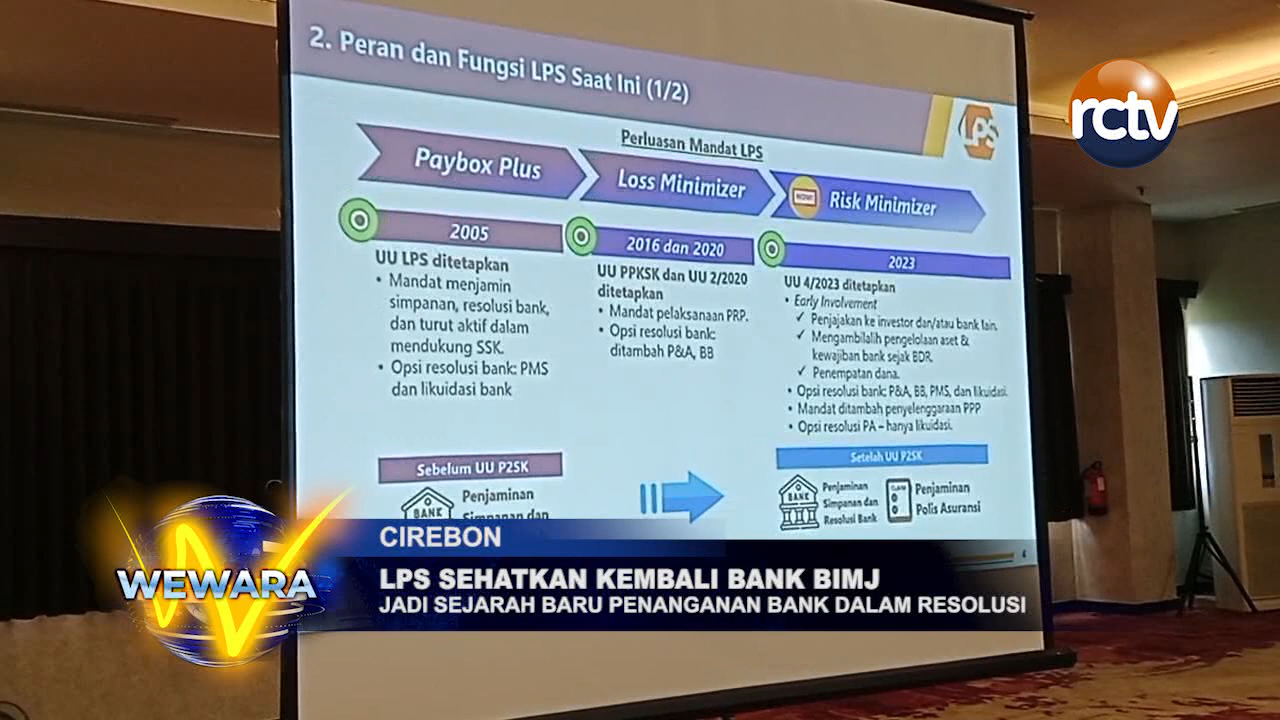 2. Peran dan Fungsi LPS Saat Ini (1/2)
LPS
rctv
Perluasan Mandat LPS
Paybox Plus
Loss Minimizer
NOW!
Risk Minimizer
2005
UU LPS ditetapkan
• Mandat menjamin
simpanan, resolusi bank,
dan turut aktif dalam
mendukung SSK.
• Opsi resolusi bank: PMS
dan likuidasi bank
2016 dan 2020
UU PPKSK dan UU 2/2020
ditetapkan
• Mandat pelaksanaan PRP.
• Opsi resolusi bank:
ditambah P&A, BB
2023
UU 4/2023 ditetapkan
• Early Involvement
✓ Penjajakan ke investor dan/atau bank lain.
✓ Mengambilalih pengelolaan aset &
kewajiban bank sejak BDR.
✓ Penempatan dana.
• Opsi resolusi bank: P&A, BB, PMS, dan likuidasi.
• Mandat ditambah penyelenggaraan PPP
• Opsi resolusi PA – hanya likuidasi.
Sebelum UU P2SK
BANK
Penjaminan
Simpanan dan
Setelah UU P2SK
BANK
Penjaminan
Simpanan dan
Resolusi Bank
CLAIM
Penjaminan
Polis Asuransi
4
CIREBON
WEWARA
LPS SEHATKAN KEMBALI BANK BIMJ
JADI SEJARAH BARU PENANGANAN BANK DALAM RESOLUSI